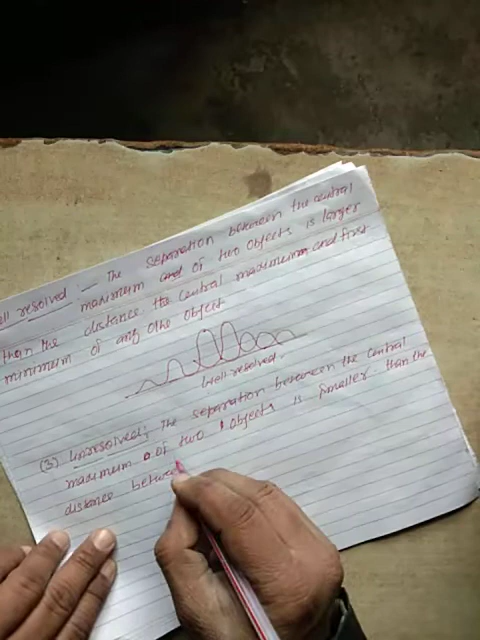 ell resolved :- The separation between the central
maximum and of two objects is larger
than the distance the central maximum and first
minimum of any one object
Well resolved.
(3) Unresolved:- The separation between the central
maximum of two objects is smaller than the
distance betwee